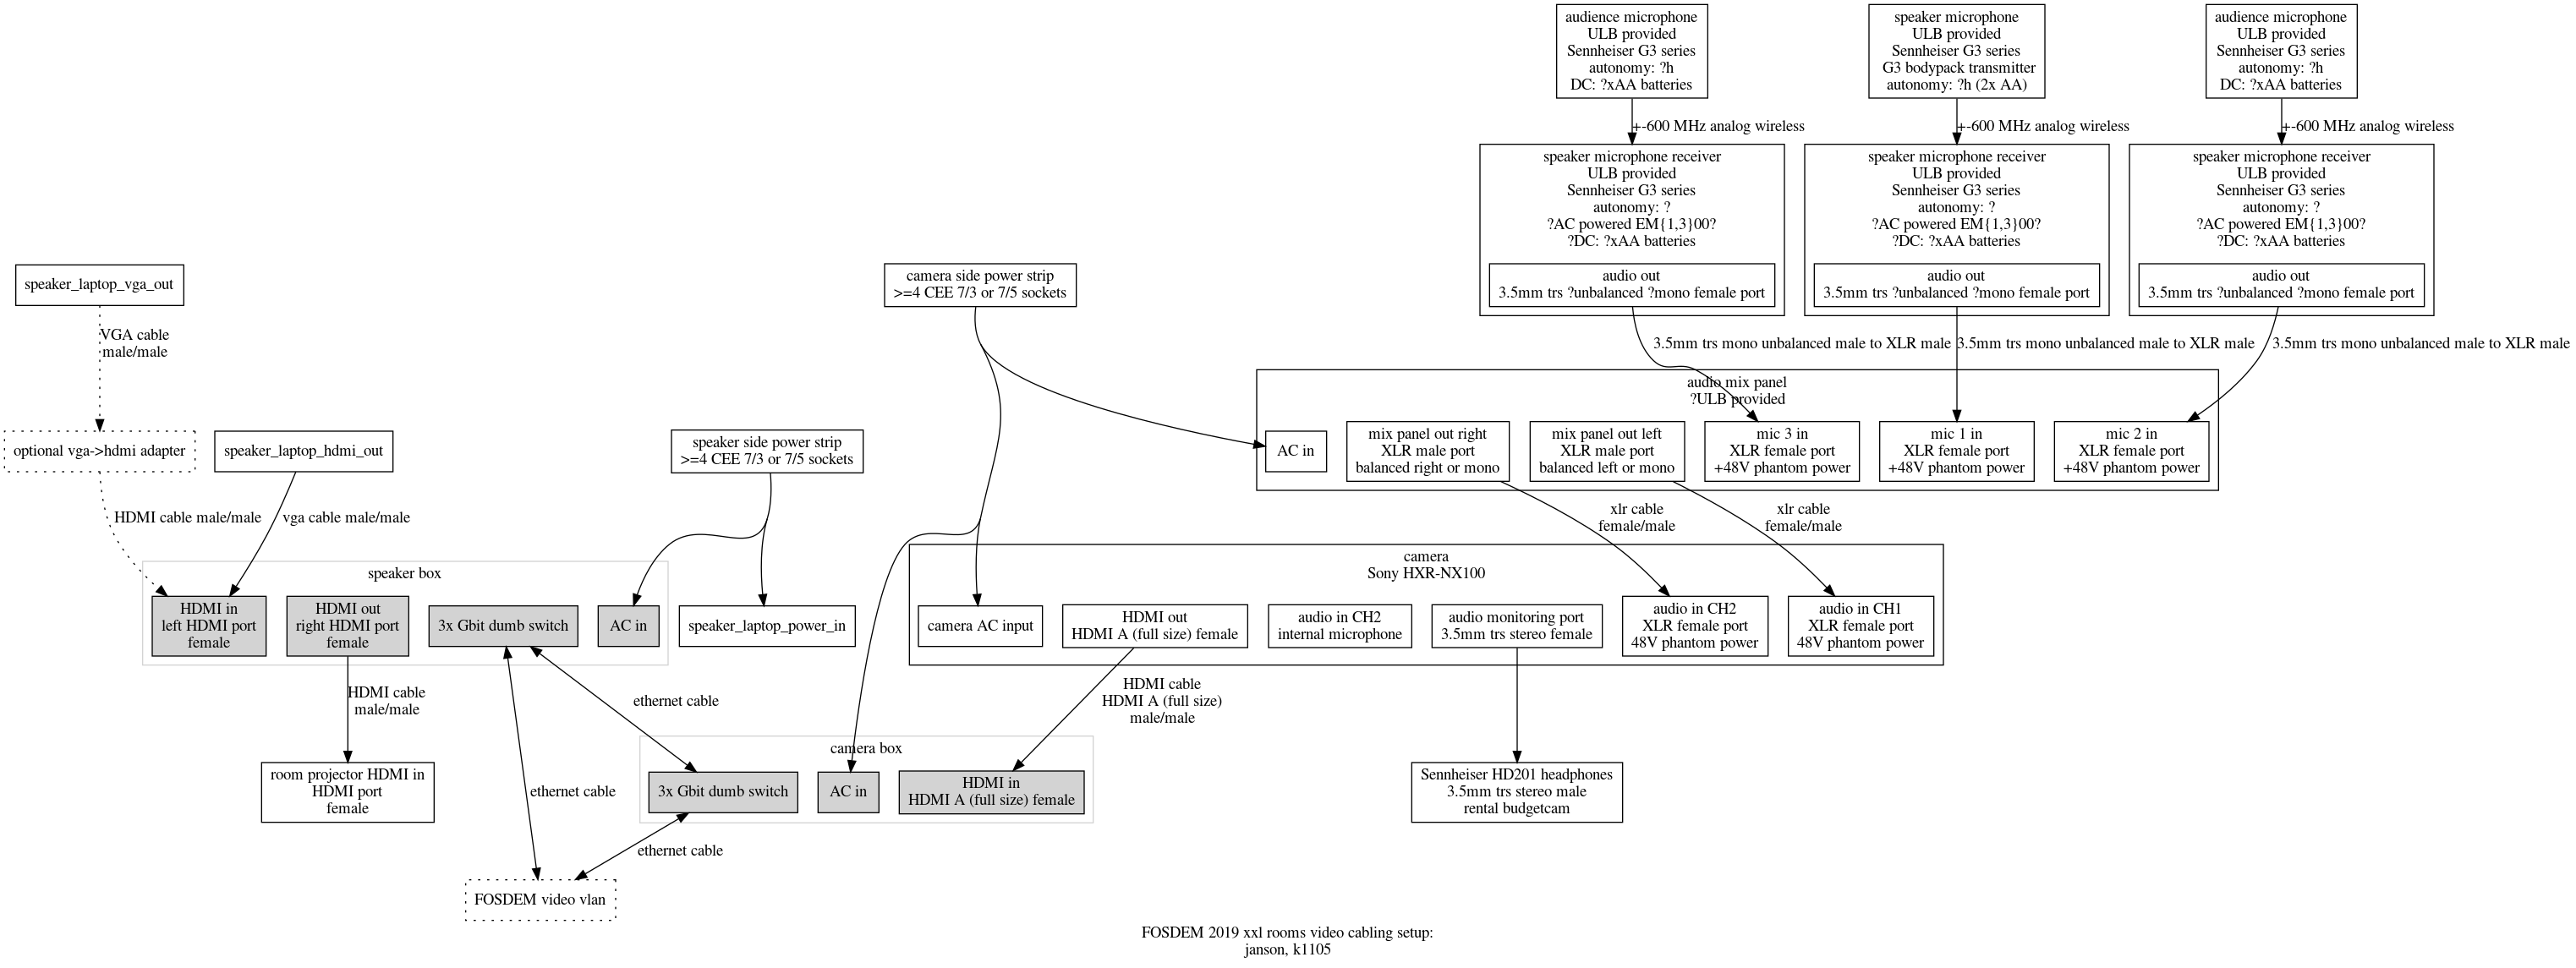 audience microphone
ULB provided
Sennheiser G3 series
autonomy: ?h
DC: ?xAA batteries
speaker microphone
ULB provided
Sennheiser G3 series
G3 bodypack transmitter
autonomy: ?h (2x AA)
audience microphone
ULB provided
Sennheiser G3 series
autonomy: ?h
DC: ?xAA batteries
+-600 MHz analog wireless
+-600 MHz analog wireless
+-600 MHz analog wireless
speaker microphone receiver
ULB provided
Sennheiser G3 series
autonomy: ?
?AC powered EM{1,3}00?
?DC: ?xAA batteries
audio out
3.5mm trs ?unbalanced ?mono female port
speaker microphone receiver
ULB provided
Sennheiser G3 series
autonomy: ?
?AC powered EM{1,3}00?
?DC: ?xAA batteries
audio out
3.5mm trs ?unbalanced ?mono female port
speaker microphone receiver
ULB provided
Sennheiser G3 series
autonomy: ?
?AC powered EM{1,3}00?
?DC: ?xAA batteries
audio out
3.5mm trs ?unbalanced ?mono female port
speaker_laptop_vga_out
camera side power strip
>=4 CEE 7/3 or 7/5 sockets
VGA cable
male/male
3.5mm trs mono unbalanced male to XLR male
3.5mm trs mono unbalanced male to XLR male
3.5mm trs mono unbalanced male to XLR male
optional vga->hdmi adapter
speaker_laptop_hdmi_out
speaker side power strip
>=4 CEE 7/3 or 7/5 sockets
audio mix panel
?ULB provided
AC in
mix panel out right
XLR male port
balanced right or mono
mix panel out left
XLR male port
balanced left or mono
mic 3 in
XLR female port
+48V phantom power
mic 1 in
XLR female port
+48V phantom power
mic 2 in
XLR female port
+48V phantom power
HDMI cable male/male
vga cable male/male
xlr cable
female/male
xlr cable
female/male
speaker box
HDMI in
left HDMI port
female
HDMI out
right HDMI port
female
3x Gbit dumb switch
AC in
speaker_laptop_power_in
camera
Sony HXR-NX100
camera AC input
HDMI out
HDMI A (full size) female
audio in CH2
internal microphone
audio monitoring port
3.5mm trs stereo female
audio in CH2
XLR female port
48V phantom power
audio in CH1
XLR female port
48V phantom power
HDMI cable
male/male
ethernet cable
HDMI cable
HDMI A (full size)
male/male
room projector HDMI in
HDMI port
female
ethernet cable
camera box
3x Gbit dumb switch
AC in
HDMI in
HDMI A (full size) female
Sennheiser HD201 headphones
3.5mm trs stereo male
rental budgetcam
ethernet cable
FOSDEM video vlan
FOSDEM 2019 xxl rooms video cabling setup:
janson, k1105